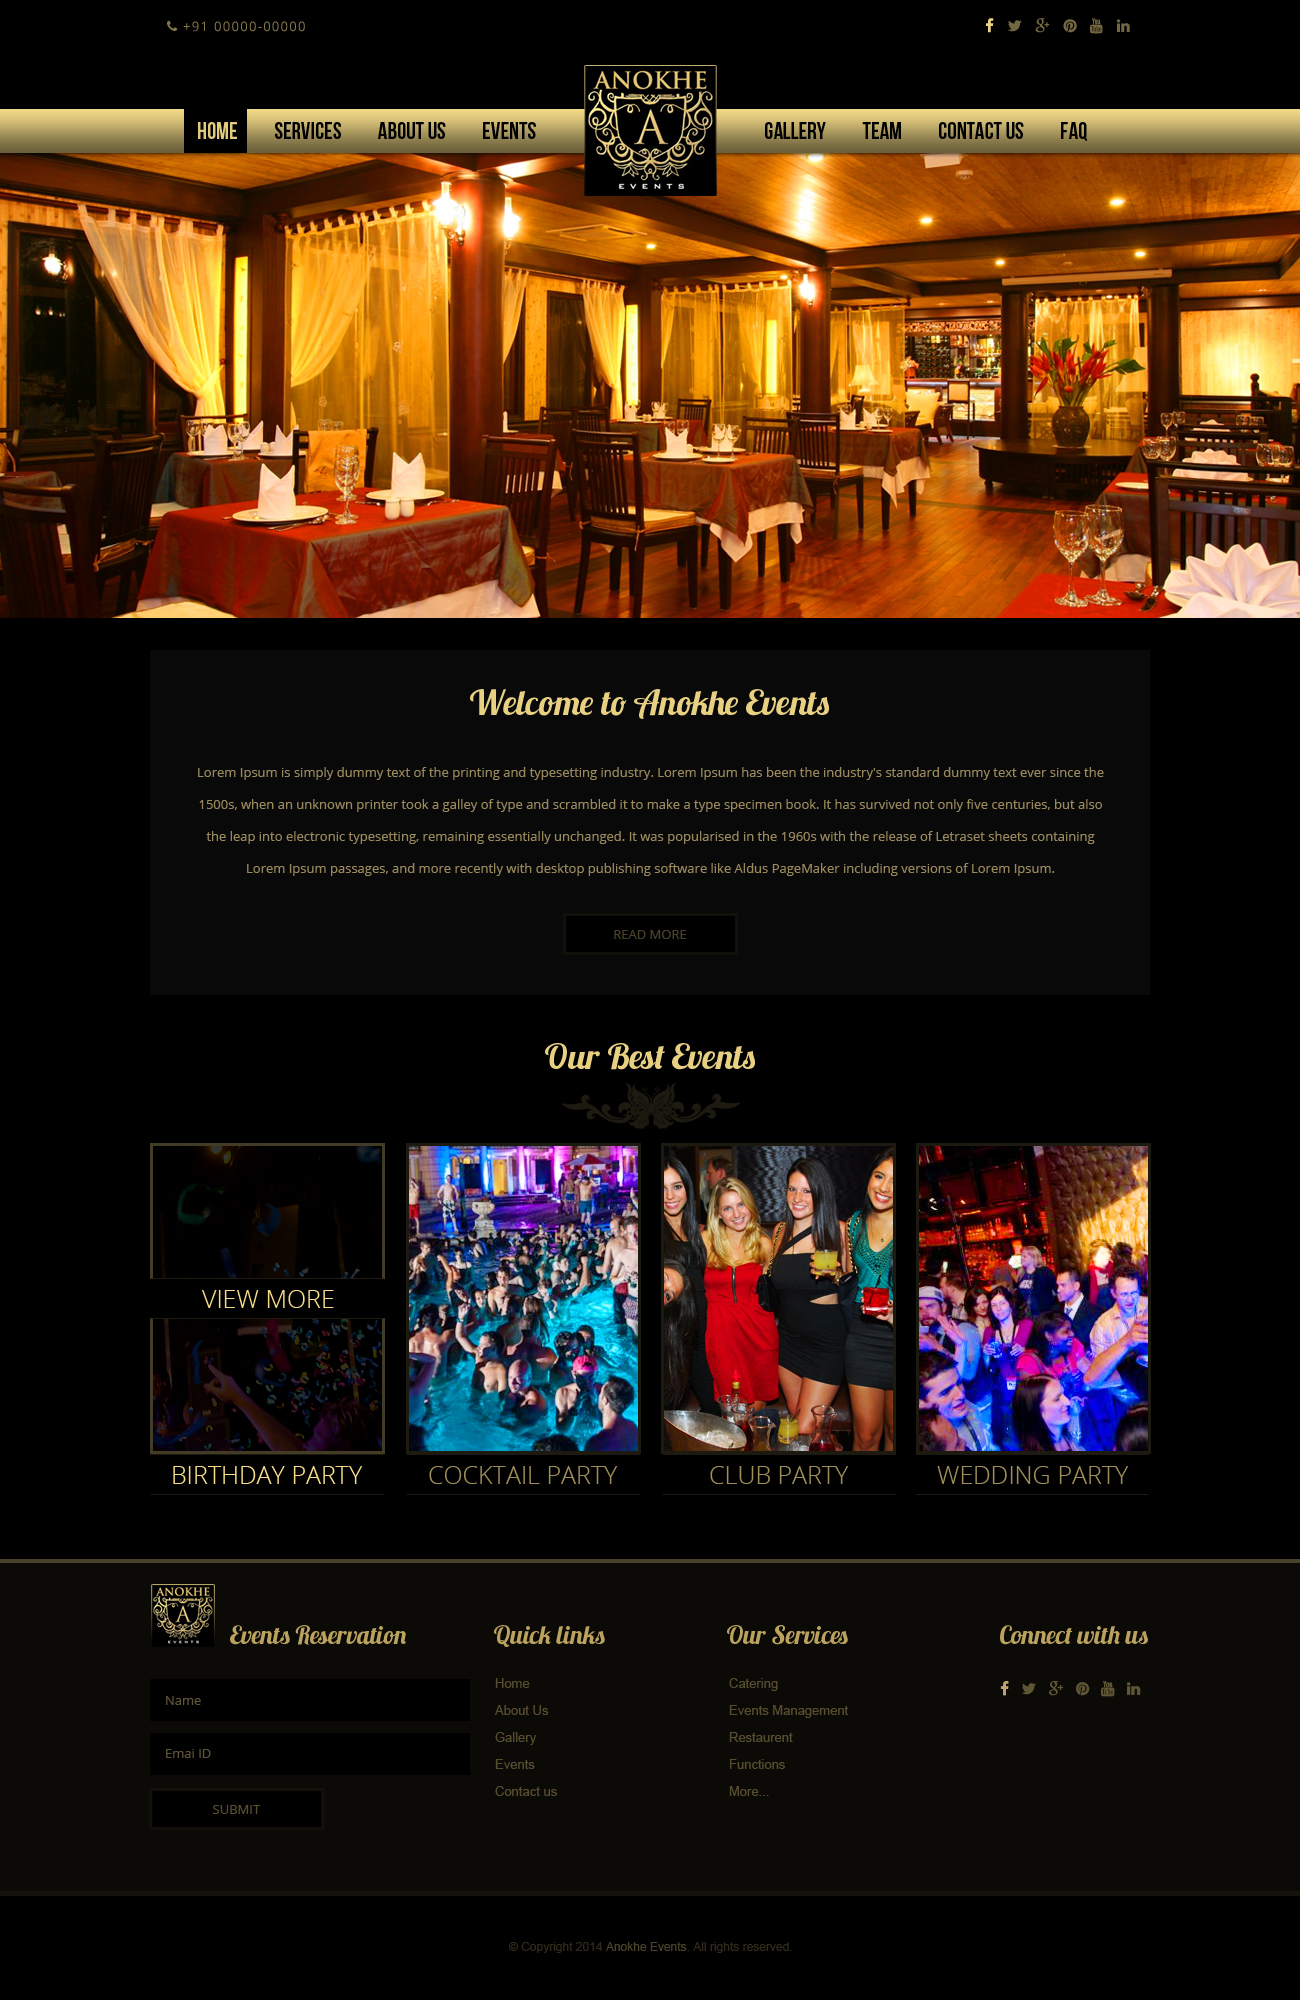 +91 00000-00000
HOME SERVICES ABOUT US EVENTS GALLERY TEAM CONTACT US FAQ
ANOKHE
A
EVENTS
Welcome to Anokhe Events
Lorem Ipsum is simply dummy text of the printing and typesetting industry. Lorem Ipsum has been the industry's standard dummy text ever since the
1500s, when an unknown printer took a galley of type and scrambled it to make a type specimen book. It has survived not only five centuries, but also
the leap into electronic typesetting, remaining essentially unchanged. It was popularised in the 1960s with the release of Letraset sheets containing
Lorem Ipsum passages, and more recently with desktop publishing software like Aldus PageMaker including versions of Lorem Ipsum.
READ MORE
Our Best Events
VIEW MORE
BIRTHDAY PARTY
COCKTAIL PARTY
CLUB PARTY
WEDDING PARTY
ANOKHE
A
EVENTS
Events Reservation
Name
Emai ID
SUBMIT
Quick links
Home
About Us
Gallery
Events
Contact us
Our Services
Catering
Events Management
Restaurent
Functions
More...
Connect with us
© Copyright 2014 Anokhe Events. All rights reserved.